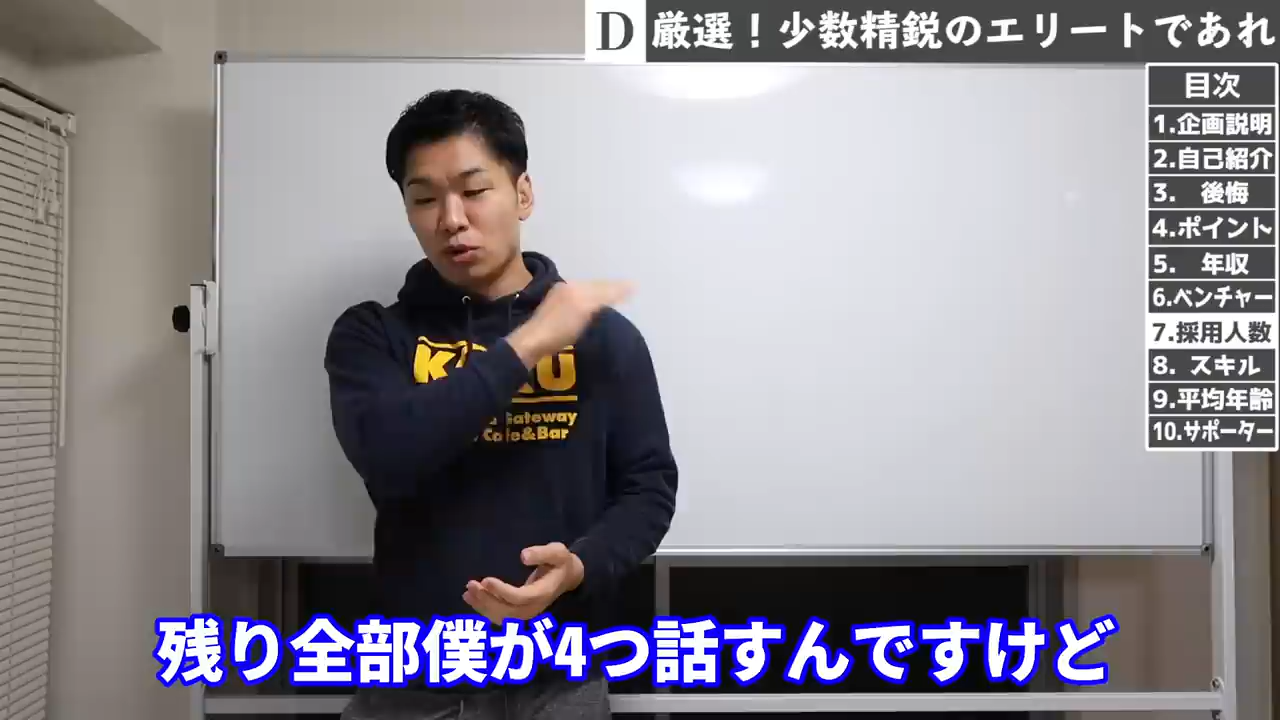 D 厳選！少数精鋭のエリートであれ
目次
1.企画説明
2.自己紹介
3. 後悔
4.ポイント
5. 年収
6.ベンチャー
7.採用人数
8. スキル
9.平均年齢
10.サポーター
Gateway
Cafe&Bar
残り全部僕が4つ話すんですけど